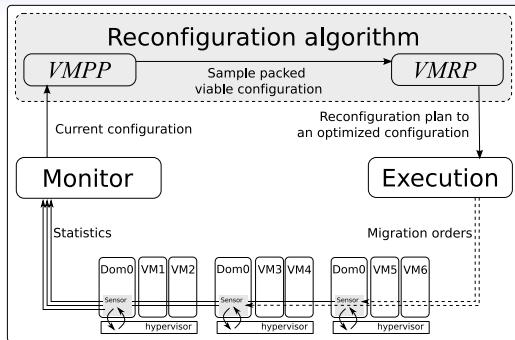 Reconfiguration algorithm
VMPP
VMRP
Sample packed
viable configuration
Current configuration
Reconfiguration plan to
an optimized configuration
Monitor
Execution
Statistics
Migration orders
Dom0 VM1 VM2 Dom0 VM3 VM4 Dom0 VM5 VM6
Sensor Sensor Sensor
hypervisor hypervisor hypervisor